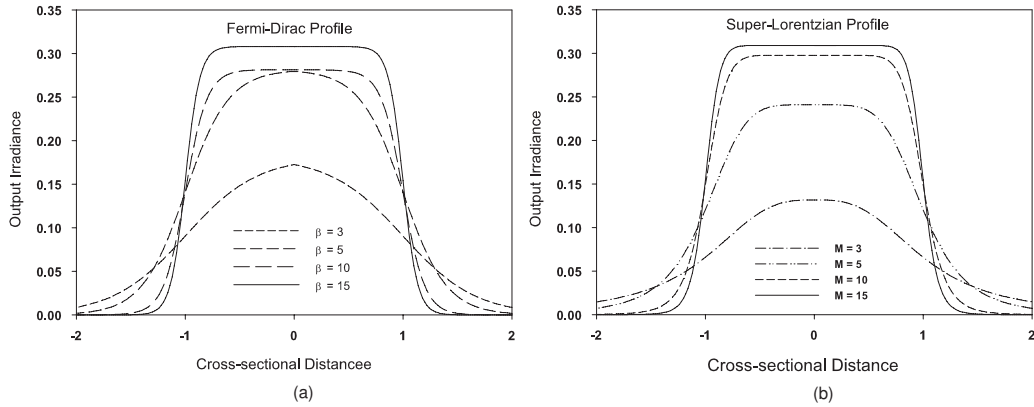 Fermi-Dirac Profile
0.35
0.30
0.25
0.20
0.15
0.10
0.05
0.00
Output Irradiance
β = 3
β = 5
β = 10
β = 15
-2
-1
0
1
2
Cross-sectional Distancee
(a)
Super-Lorentzian Profile
0.35
0.30
0.25
0.20
0.15
0.10
0.05
0.00
Output Irradiance
M = 3
M = 5
M = 10
M = 15
-2
-1
0
1
2
Cross-sectional Distance
(b)